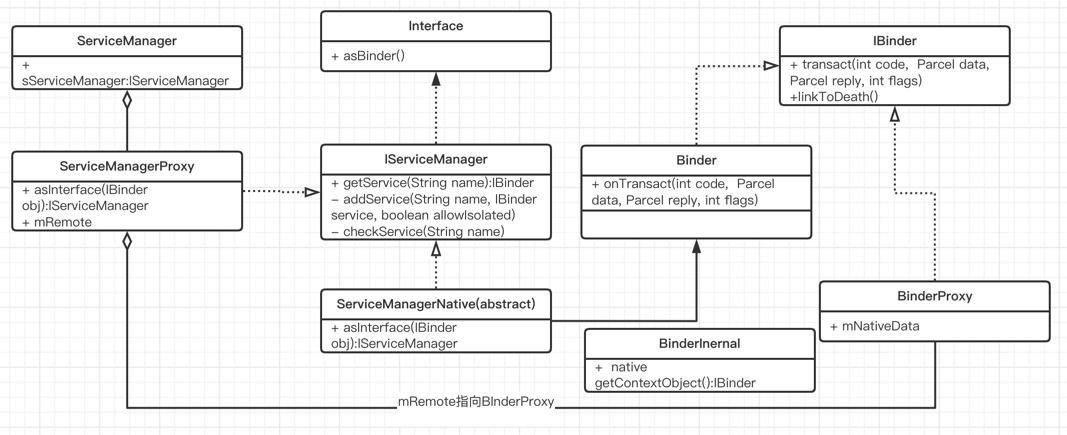 ServiceManager
+
sServiceManager:IServiceManager
Interface
+ asBinder()
IBinder
+ transact(int code,  Parcel data,
Parcel reply, int flags)
+linkToDeath()
ServiceManagerProxy
+ asInterface(IBinder
obj):IServiceManager
+ mRemote
IServiceManager
+ getService(String name):IBinder
− addService(String name, IBinder
service, boolean allowIsolated)
− checkService(String name)
Binder
+ onTransact(int code,  Parcel
data, Parcel reply, int flags)
ServiceManagerNative(abstract)
+ asInterface(IBinder
obj):IServiceManager
BinderProxy
+ mNativeData
BinderInernal
+  native
getContextObject():IBinder
mRemote指向BInderProxy